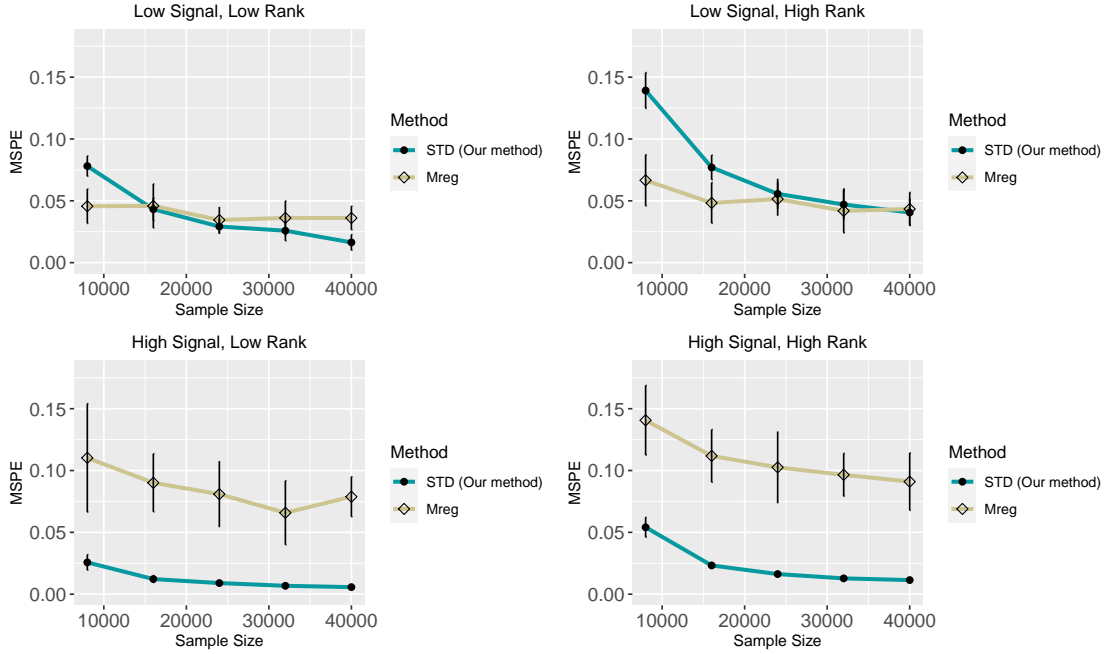 Low Signal, Low Rank
MSPE
0.15
0.10
0.05
0.00
10000 20000 30000 40000
Sample Size
Method
STD (Our method)
Mreg
Low Signal, High Rank
MSPE
0.15
0.10
0.05
0.00
10000 20000 30000 40000
Sample Size
Method
STD (Our method)
Mreg
High Signal, Low Rank
MSPE
0.15
0.10
0.05
0.00
10000 20000 30000 40000
Sample Size
Method
STD (Our method)
Mreg
High Signal, High Rank
MSPE
0.15
0.10
0.05
0.00
10000 20000 30000 40000
Sample Size
Method
STD (Our method)
Mreg